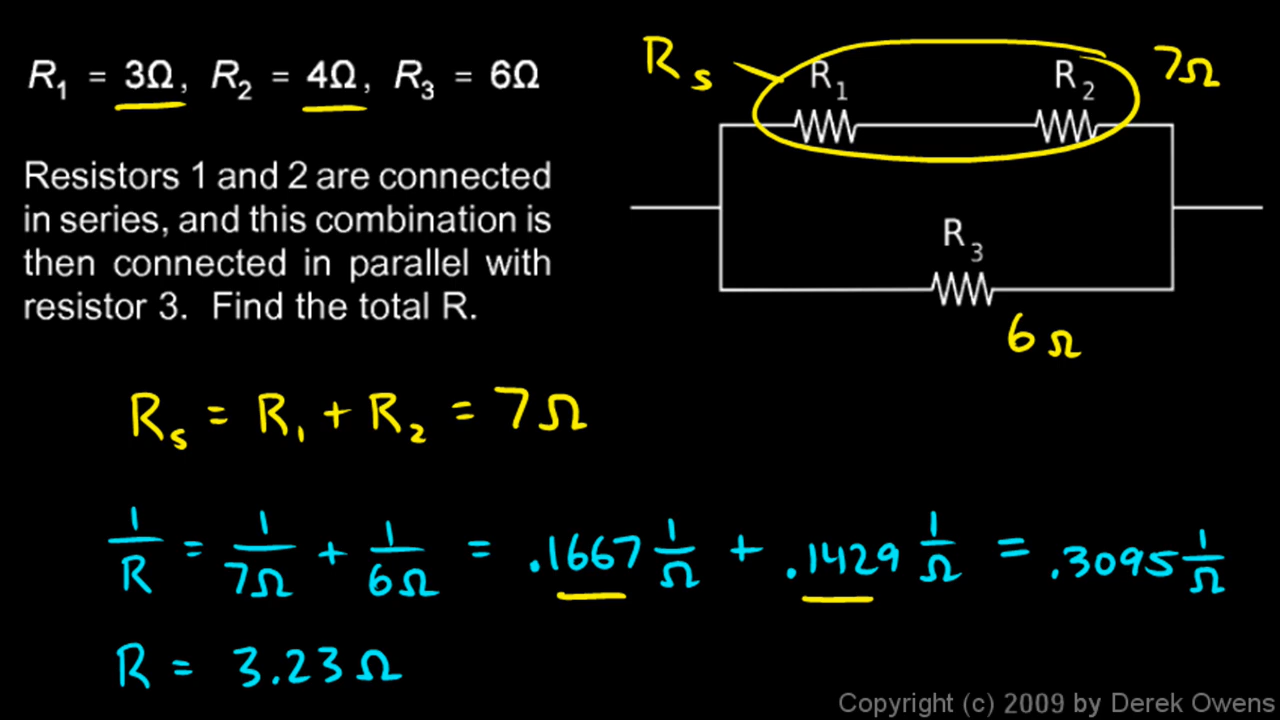 R₁ = 3Ω, R₂ = 4Ω, R₃ = 6Ω
Resistors 1 and 2 are connected
in series, and this combination is
then connected in parallel with
resistor 3. Find the total R.
Rₛ
R₁
R₂
7Ω
R₃
6Ω
Rₛ = R₁ + R₂ = 7Ω
1/R = 1/7Ω + 1/6Ω = .1667 1/Ω + .1429 1/Ω = .3095 1/Ω
R = 3.23Ω
Copyright (c) 2009 by Derek Owens